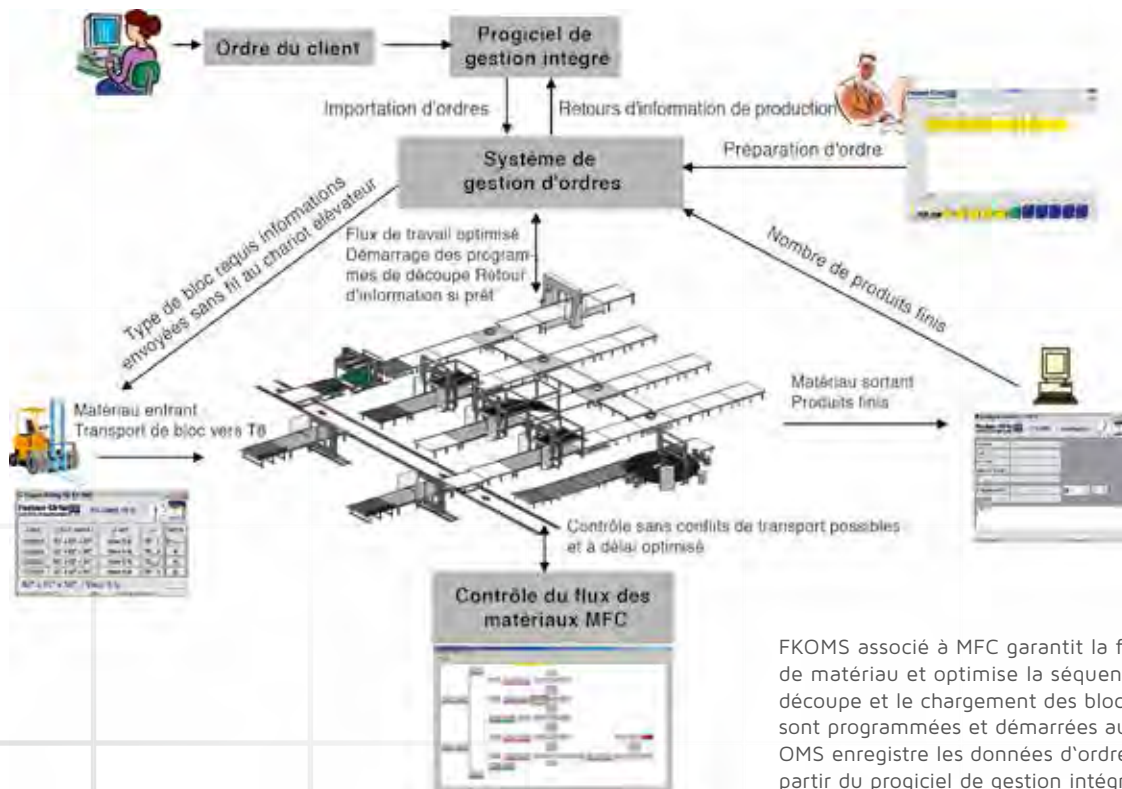 Ordre du client
Progiciel de
gestion intégré
Importation d'ordres
Retours d'information de production
Préparation d'ordre
Système de
gestion d'ordres
Type de bloc requis informations
envoyées sans fil au chariot élévateur
Flux de travail optimisé
Démarrage des program-
mes de découpe Retour
d'information si prêt
Nombre de produits finis
Matériau entrant
Transport de bloc vers T6
Matériau sortant
Produits finis
Contrôle sans conflits de transport possibles
et à délai optimisé
Contrôle du flux des
matériaux MFC
FKOMS associé à MFC garantit la f
de matériau et optimise la séquen
découpe et le chargement des bloc
sont programmées et démarrées au
OMS enregistre les données d'ordre
partir du progiciel de gestion intégr